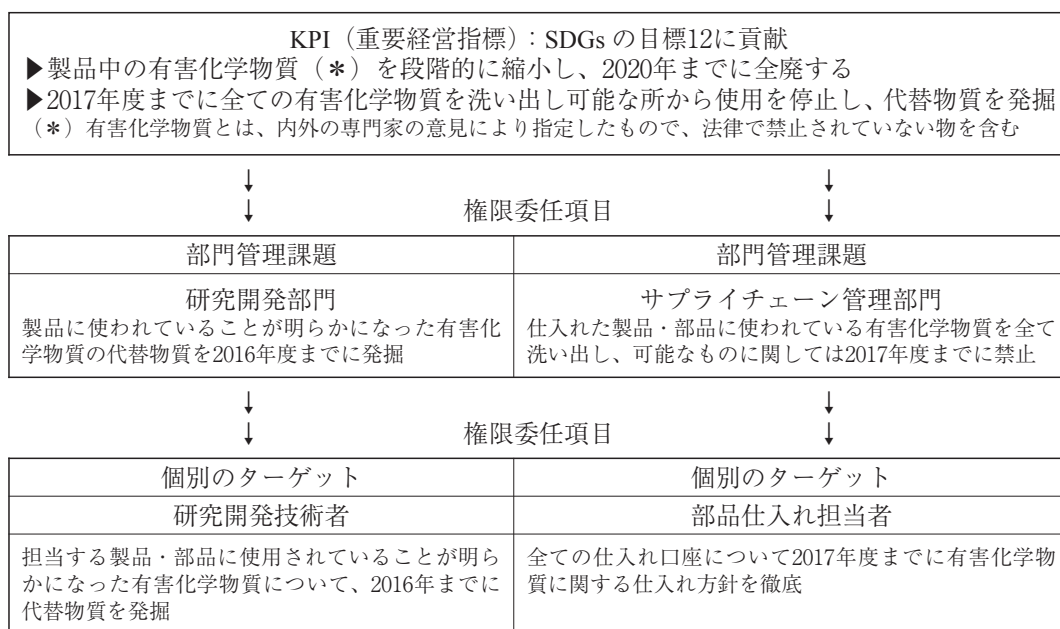 KPI（重要経営指標）：SDGs の目標12に貢献
▶製品中の有害化学物質（＊）を段階的に縮小し、2020年までに全廃する
▶2017年度までに全ての有害化学物質を洗い出し可能な所から使用を停止し、代替物質を発掘
（＊）有害化学物質とは、内外の専門家の意見により指定したもので、法律で禁止されていない物を含む
↓ ↓
↓ 権限委任項目 ↓
部門管理課題 部門管理課題
研究開発部門
製品に使われていることが明らかになった有害化
学物質の代替物質を2016年度までに発掘
サプライチェーン管理部門
仕入れた製品・部品に使われている有害化学物質を全て
洗い出し、可能なものに関しては2017年度までに禁止
↓ ↓
↓ 権限委任項目 ↓
個別のターゲット 個別のターゲット
研究開発技術者 部品仕入れ担当者
担当する製品・部品に使用されていることが明ら
かになった有害化学物質について、2016年までに
代替物質を発掘
全ての仕入れ口座について2017年度までに有害化学物
質に関する仕入れ方針を徹底